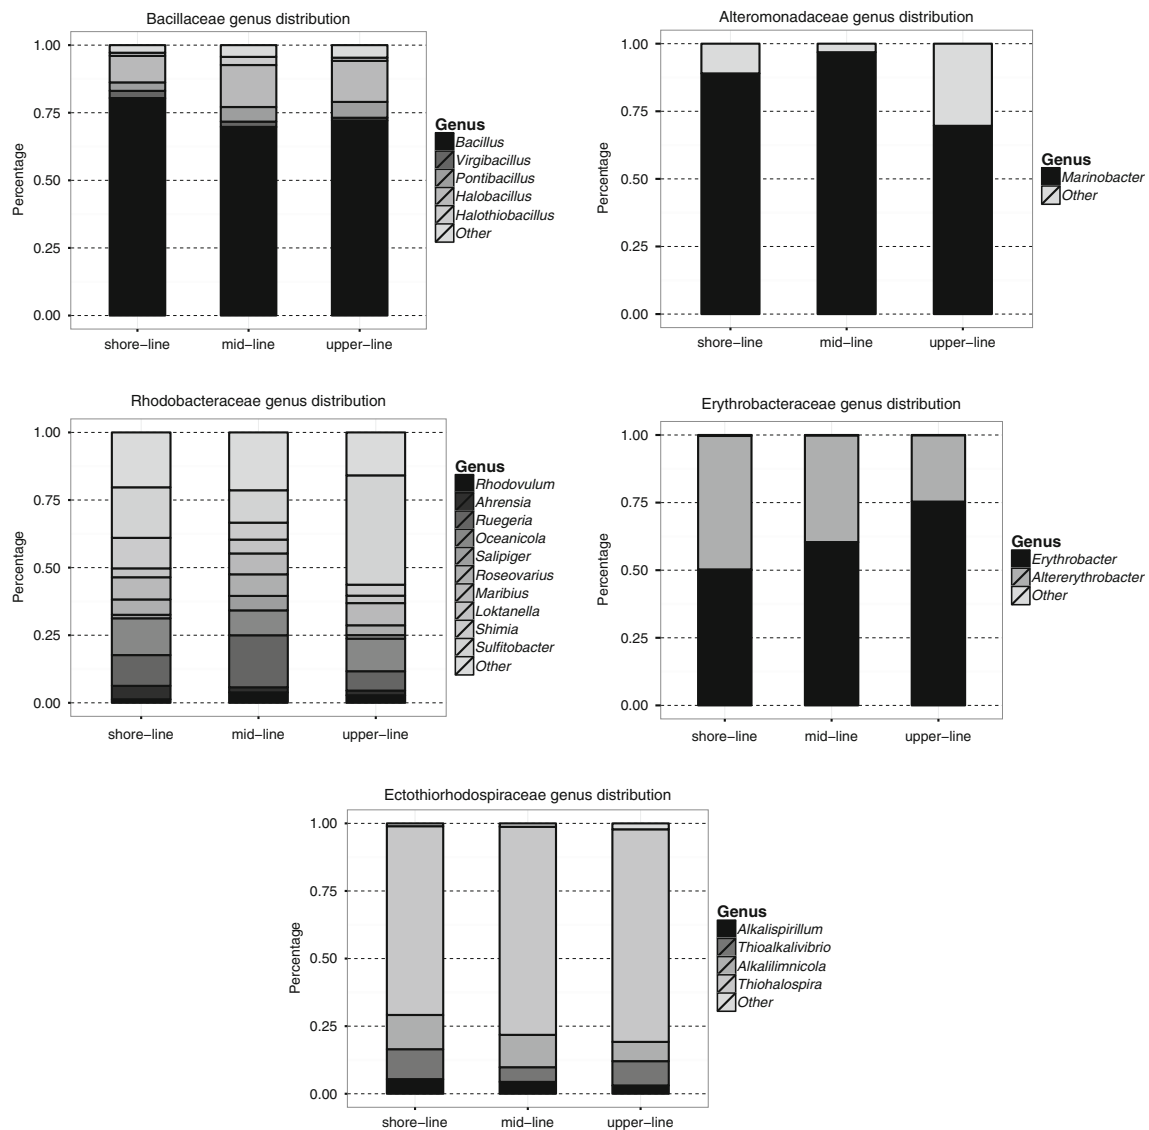 Bacillaceae genus distribution
1.00
0.75
0.50
0.25
0.00
Percentage
shore-line mid-line upper-line
Genus
Bacillus
Virgibacillus
Pontibacillus
Halobacillus
Halothiobacillus
Other
Alteromonadaceae genus distribution
1.00
0.75
0.50
0.25
0.00
Percentage
shore-line mid-line upper-line
Genus
Marinobacter
Other
Rhodobacteraceae genus distribution
1.00
0.75
0.50
0.25
0.00
Percentage
shore-line mid-line upper-line
Genus
Rhodovulum
Ahrensia
Ruegeria
Oceanicola
Salipiger
Roseovarius
Maribius
Loktanella
Shimia
Sulfitobacter
Other
Erythrobacteraceae genus distribution
1.00
0.75
0.50
0.25
0.00
Percentage
shore-line mid-line upper-line
Genus
Erythrobacter
Altererythrobacter
Other
Ectothiorhodospiraceae genus distribution
1.00
0.75
0.50
0.25
0.00
Percentage
shore-line mid-line upper-line
Genus
Alkalispirillum
Thioalkalivibrio
Alkalilimnicola
Thiohalospira
Other